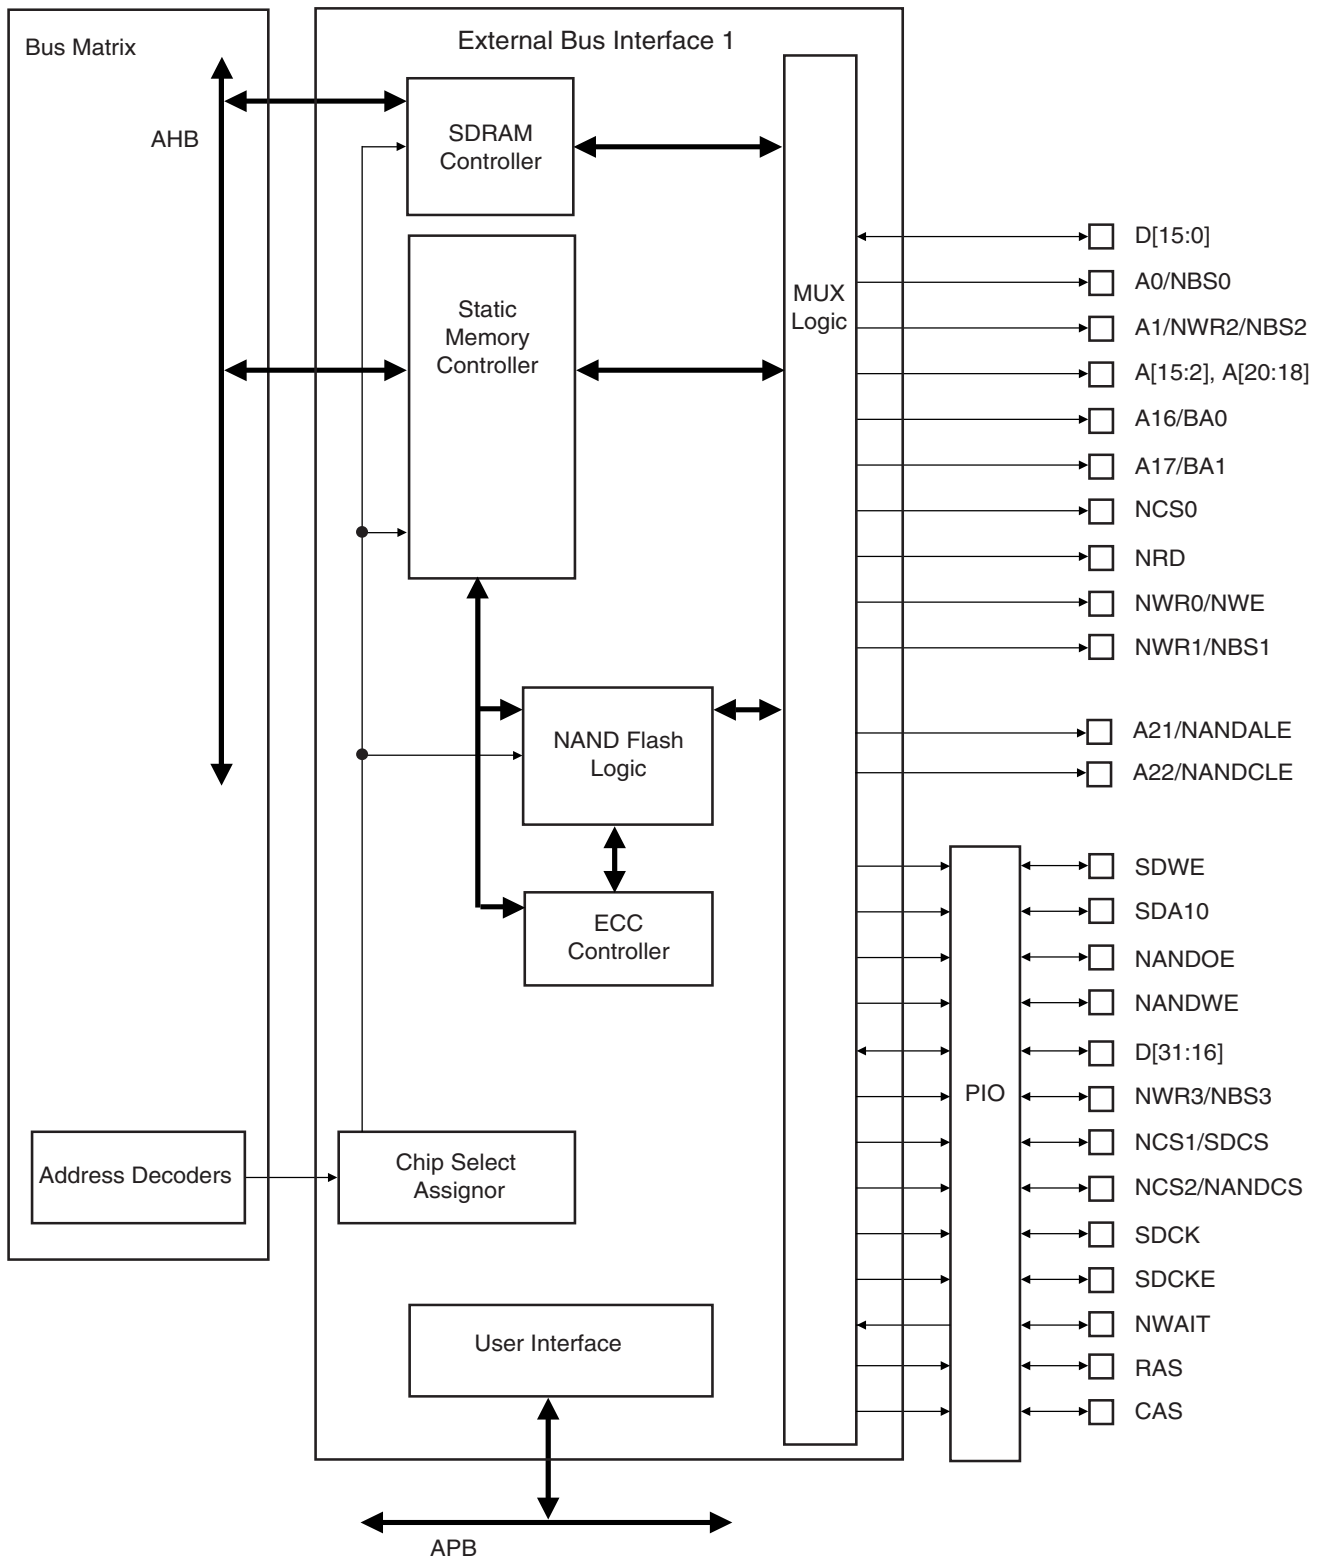 Bus Matrix
External Bus Interface 1
AHB
SDRAM
Controller
Static
Memory
Controller
MUX
Logic
NAND Flash
Logic
ECC
Controller
Address Decoders
Chip Select
Assignor
User Interface
APB
PIO
D[15:0]
A0/NBS0
A1/NWR2/NBS2
A[15:2], A[20:18]
A16/BA0
A17/BA1
NCS0
NRD
NWR0/NWE
NWR1/NBS1
A21/NANDALE
A22/NANDCLE
SDWE
SDA10
NANDOE
NANDWE
D[31:16]
NWR3/NBS3
NCS1/SDCS
NCS2/NANDCS
SDCK
SDCKE
NWAIT
RAS
CAS